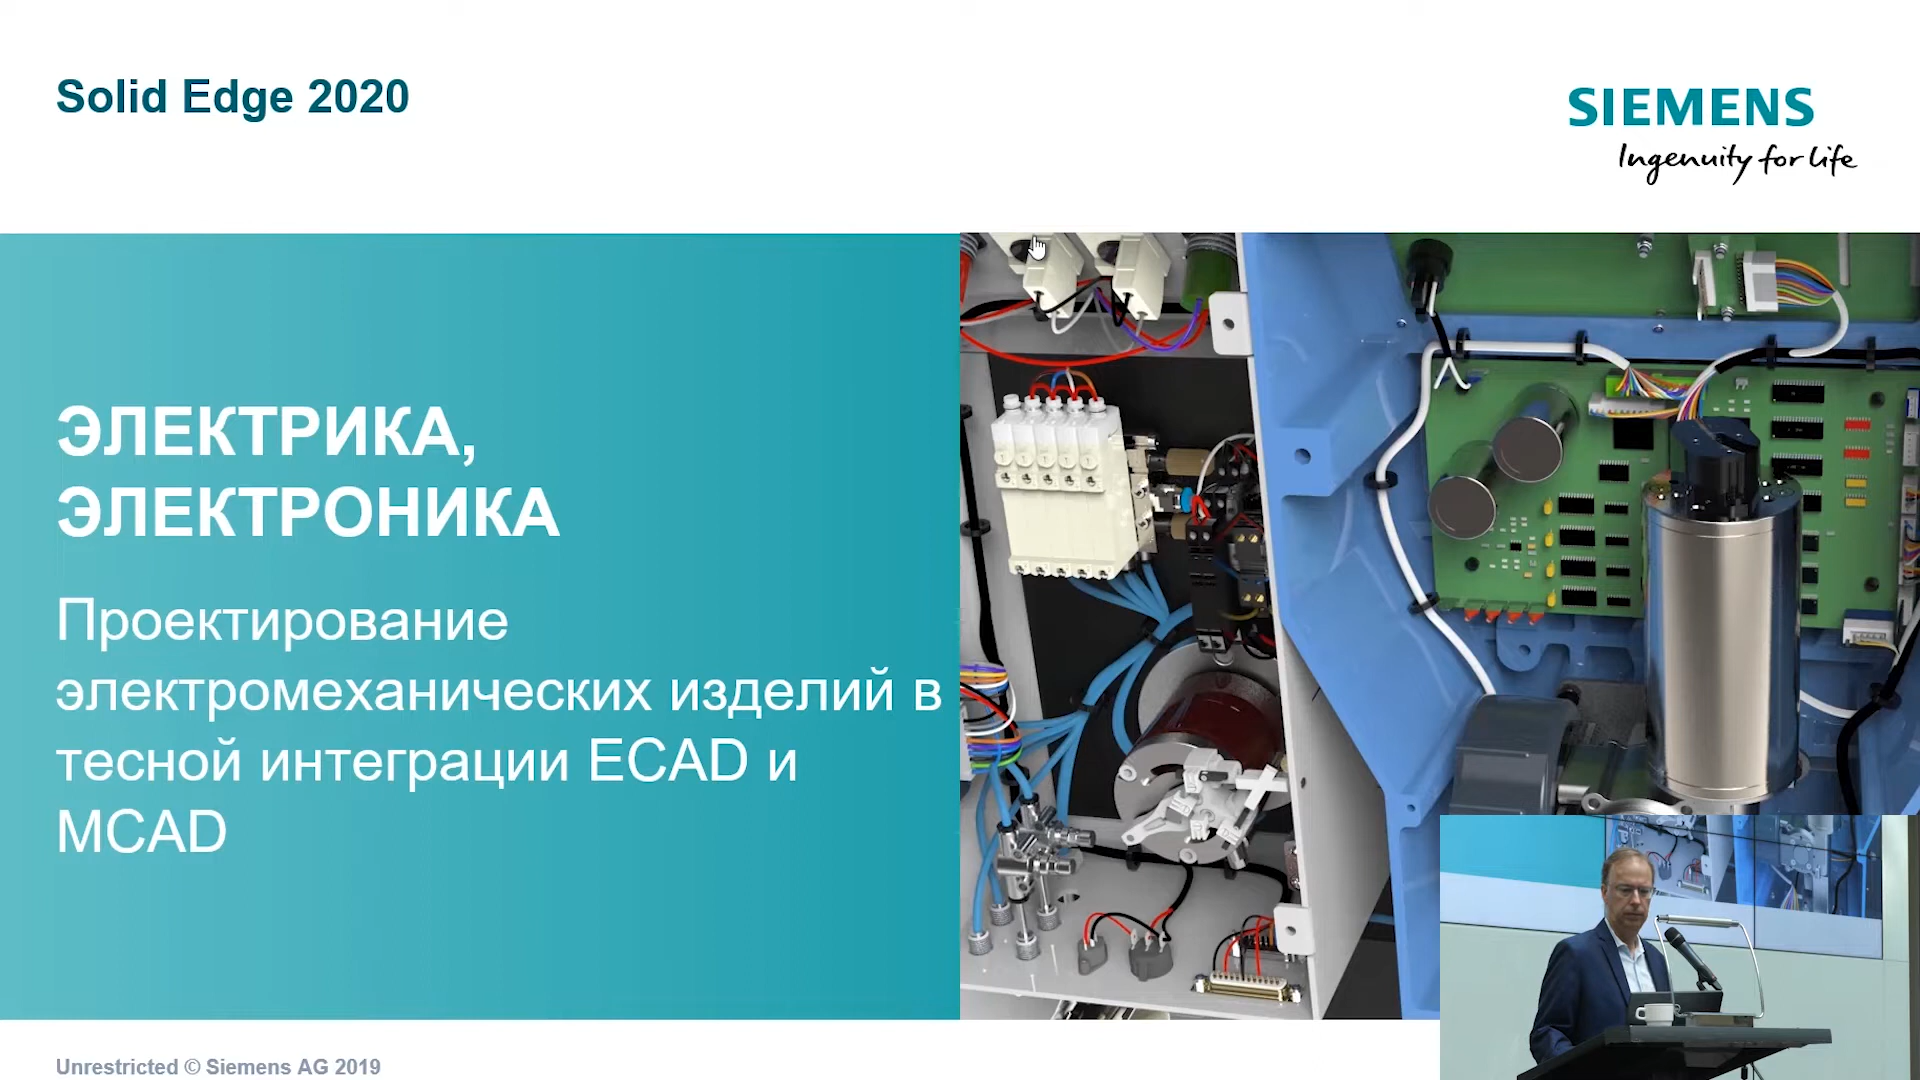 Solid Edge 2020
SIEMENS
Ingenuity for life
ЭЛЕКТРИКА,
ЭЛЕКТРОНИКА
Проектирование
электромеханических изделий в
тесной интеграции ECAD и
MCAD
Unrestricted © Siemens AG 2019